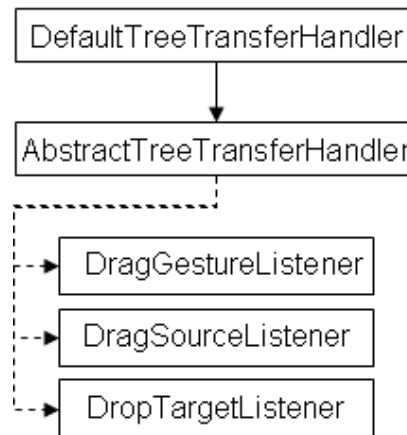 DefaultTreeTransferHandler
AbstractTreeTransferHandler
DragGestureListener
DragSourceListener
DropTargetListener